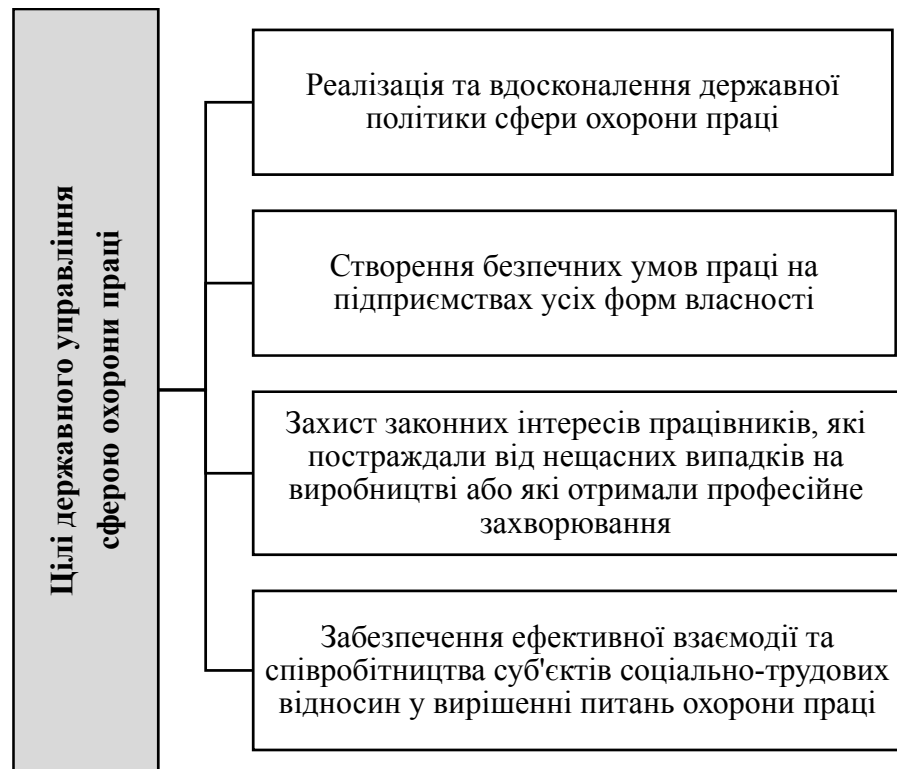 Цілі державного управління
сферою охорони праці
Реалізація та вдосконалення державної
політики сфери охорони праці
Створення безпечних умов праці на
підприємствах усіх форм власності
Захист законних інтересів працівників, які
постраждали від нещасних випадків на
виробництві або які отримали професійне
захворювання
Забезпечення ефективної взаємодії та
співробітництва суб'єктів соціально-трудових
відносин у вирішенні питань охорони праці